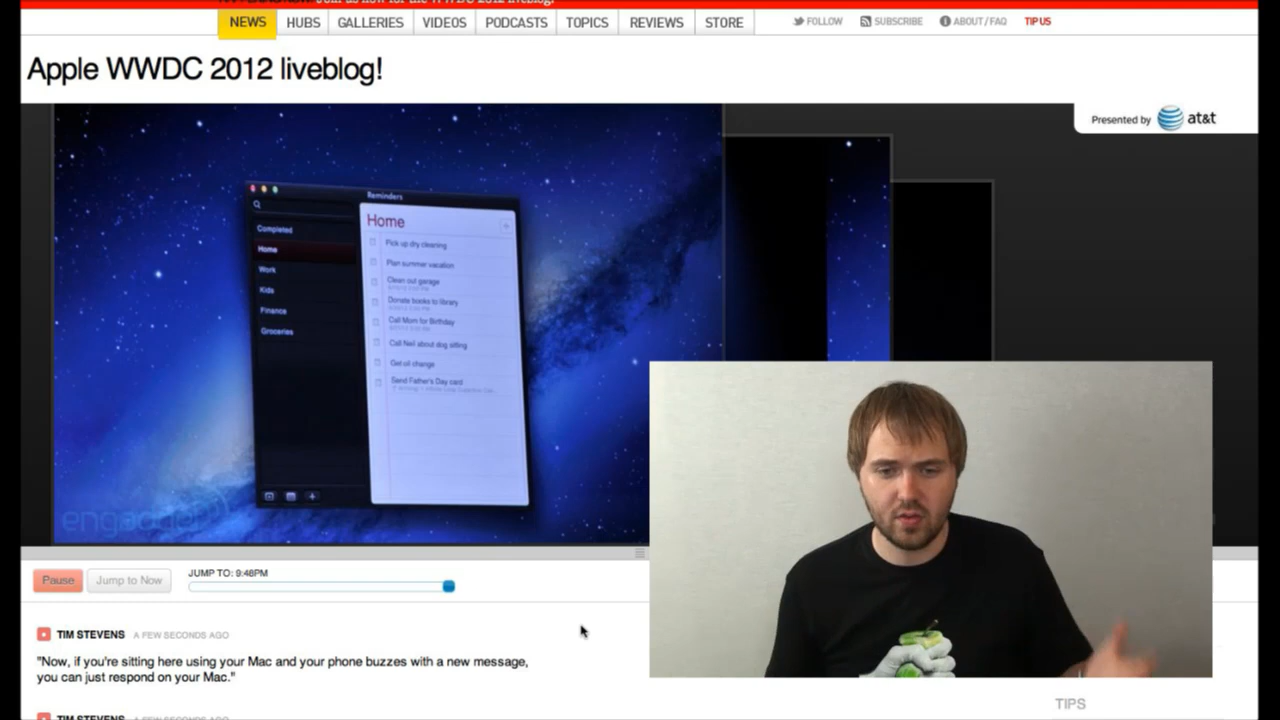 NEWS
HUBS
GALLERIES
VIDEOS
PODCASTS
TOPICS
REVIEWS
STORE
FOLLOW
SUBSCRIBE
ABOUT / FAQ
TIP US
Apple WWDC 2012 liveblog!
Presented by at&t
Reminders
Completed
Home
Work
Kids
Finance
Groceries
Home
Pick up dry cleaning
Plan summer vacation
Clean out garage
Donate books to library
Call Mom for Birthday
Call Neil about dog sitting
Get oil change
Send Father's Day card
engadget
Pause
Jump to Now
JUMP TO: 9:48PM
TIM STEVENS A FEW SECONDS AGO
"Now, if you're sitting here using your Mac and your phone buzzes with a new message,
you can just respond on your Mac."
TIM STEVENS A FEW SECONDS AGO
TIPS